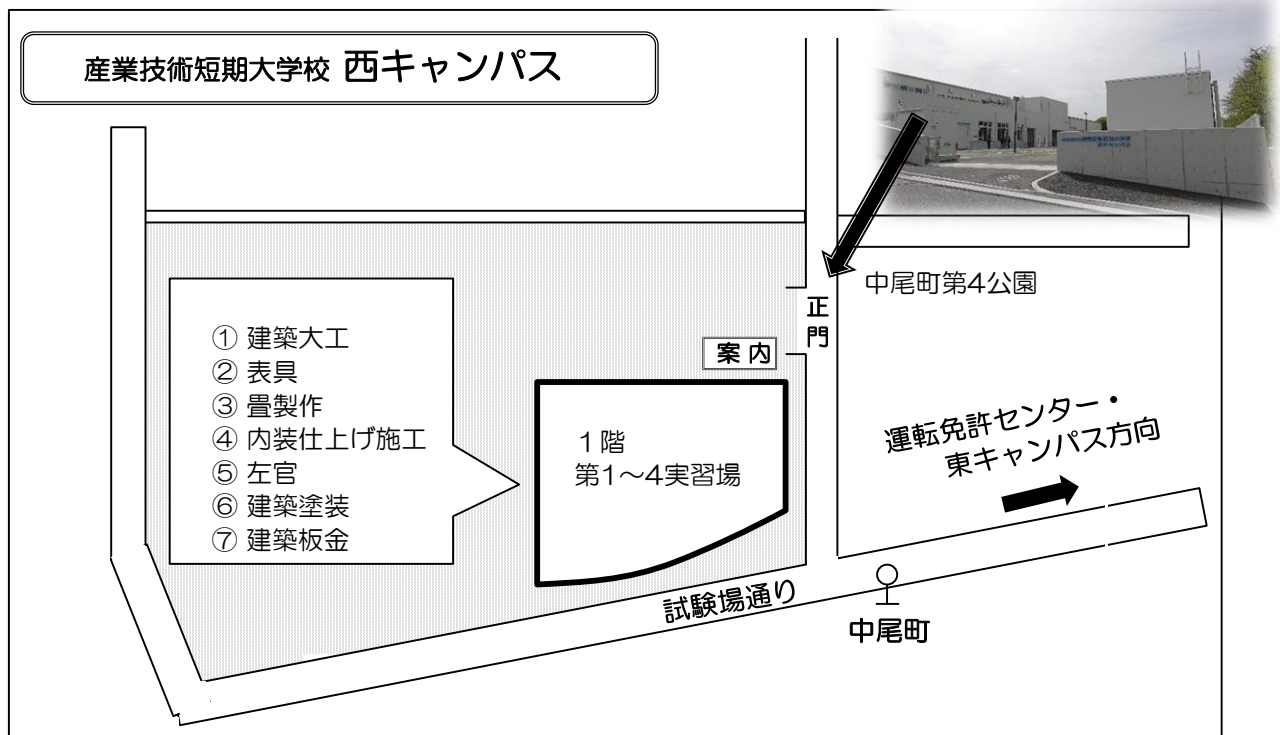 産業技術短期大学校 西キャンパス
中尾町第4公園
正門
案内
① 建築大工
② 表具
③ 畳製作
④ 内装仕上げ施工
⑤ 左官
⑥ 建築塗装
⑦ 建築板金
1階
第1～4実習場
運転免許センター・
東キャンパス方向
試験場通り
中尾町